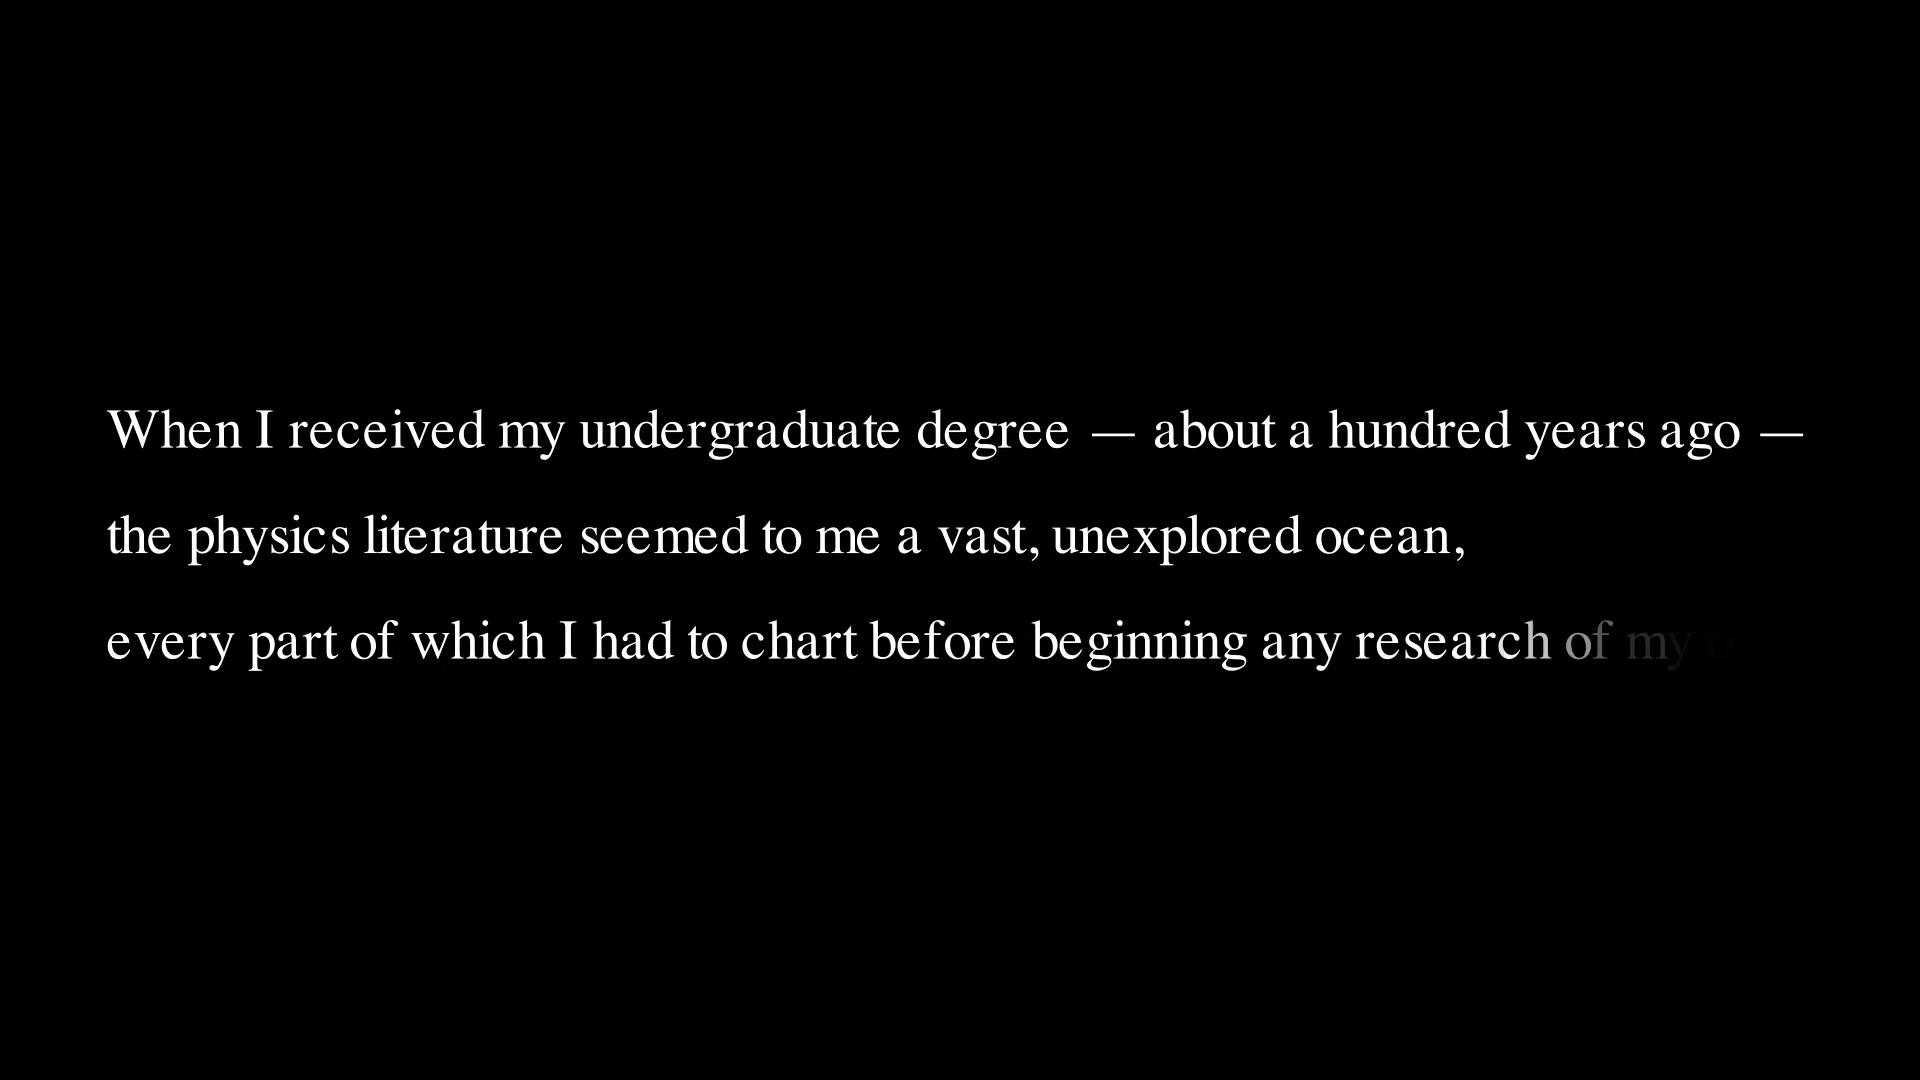 When I received my undergraduate degree — about a hundred years ago —
the physics literature seemed to me a vast, unexplored ocean,
every part of which I had to chart before beginning any research of my